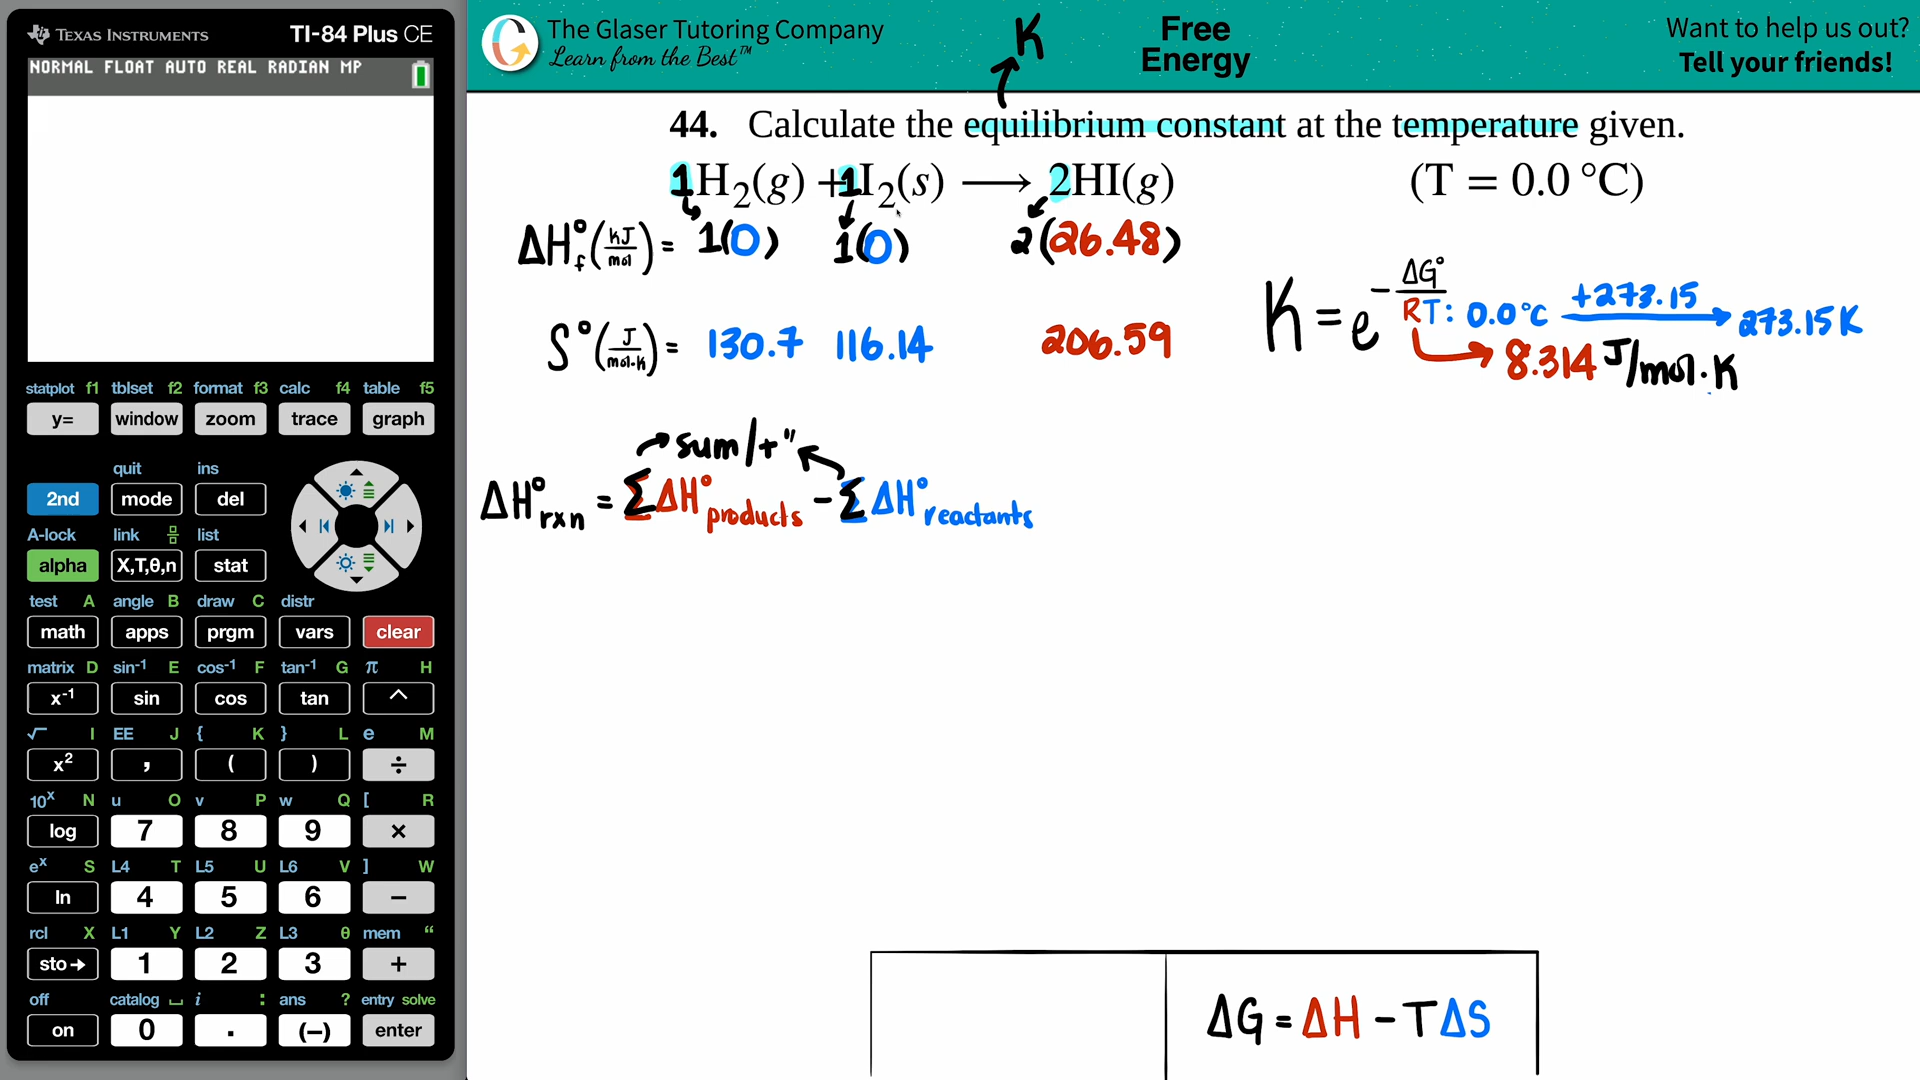 TEXAS INSTRUMENTS TI-84 Plus CE
NORMAL FLOAT AUTO REAL RADIAN MP
statplot f1 tblset f2 format f3 calc f4 table f5
y= window zoom trace graph
quit ins
2nd mode del
A-lock link list
alpha X,T,θ,n stat
test A angle B draw C distr
math apps prgm vars clear
matrix D sin⁻¹ E cos⁻¹ F tan⁻¹ G π H
x⁻¹ sin cos tan ^
√ I EE J { K } L e M
x² , ( ) ÷
10ˣ N u O v P w Q [ R
log 7 8 9 ×
eˣ S L4 T L5 U L6 V ] W
ln 4 5 6 −
rcl X L1 Y L2 Z L3 θ mem “
sto→ 1 2 3 +
off catalog ⎵ i : ans ? entry solve
on 0 . (−) enter
The Glaser Tutoring Company
Learn from the Best™
K
Free
Energy
Want to help us out?
Tell your friends!
44. Calculate the equilibrium constant at the temperature given.
1H₂(g) + 1I₂(s) ⟶ 2HI(g) (T = 0.0 °C)
ΔH°f (kJ/mol) = 1(0) 1(0) 2(26.48)
S° (J/mol·K) = 130.7 116.14 206.59
K = e^(−ΔG°/RT) : 0.0°C +273.15 → 273.15 K
8.314 J/mol·K
sum/+"
ΔH°rxn = ΣΔH°products − ΣΔH°reactants
ΔG = ΔH − TΔS